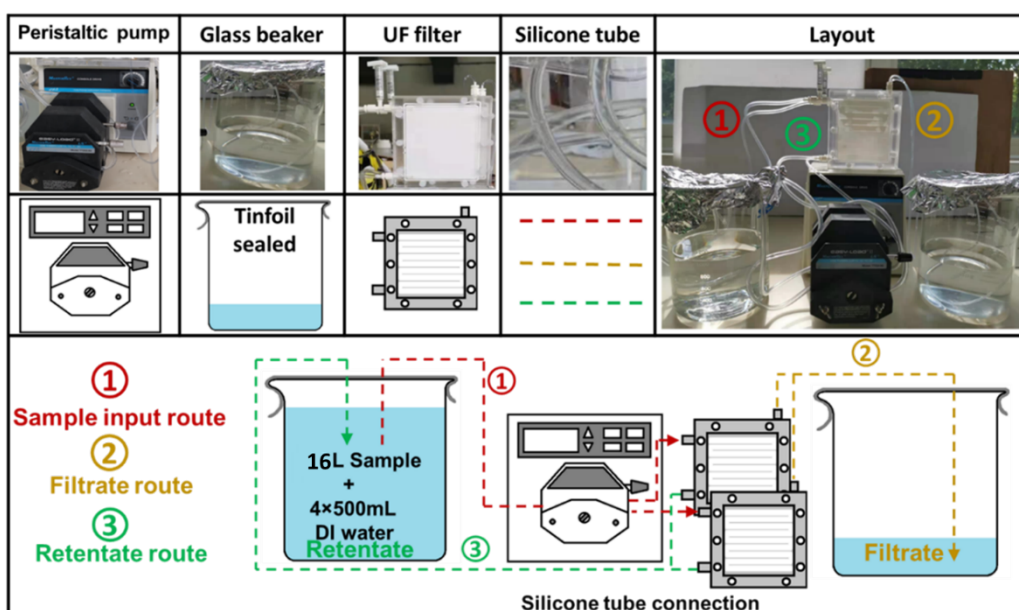 Peristaltic pump
Glass beaker
UF filter
Silicone tube
Layout
①
③
②
Tinfoil
sealed
①
Sample input route
②
Filtrate route
③
Retentate route
①
②
16L Sample
+
4×500mL
DI water
Retentate
③
Filtrate
Silicone tube connection